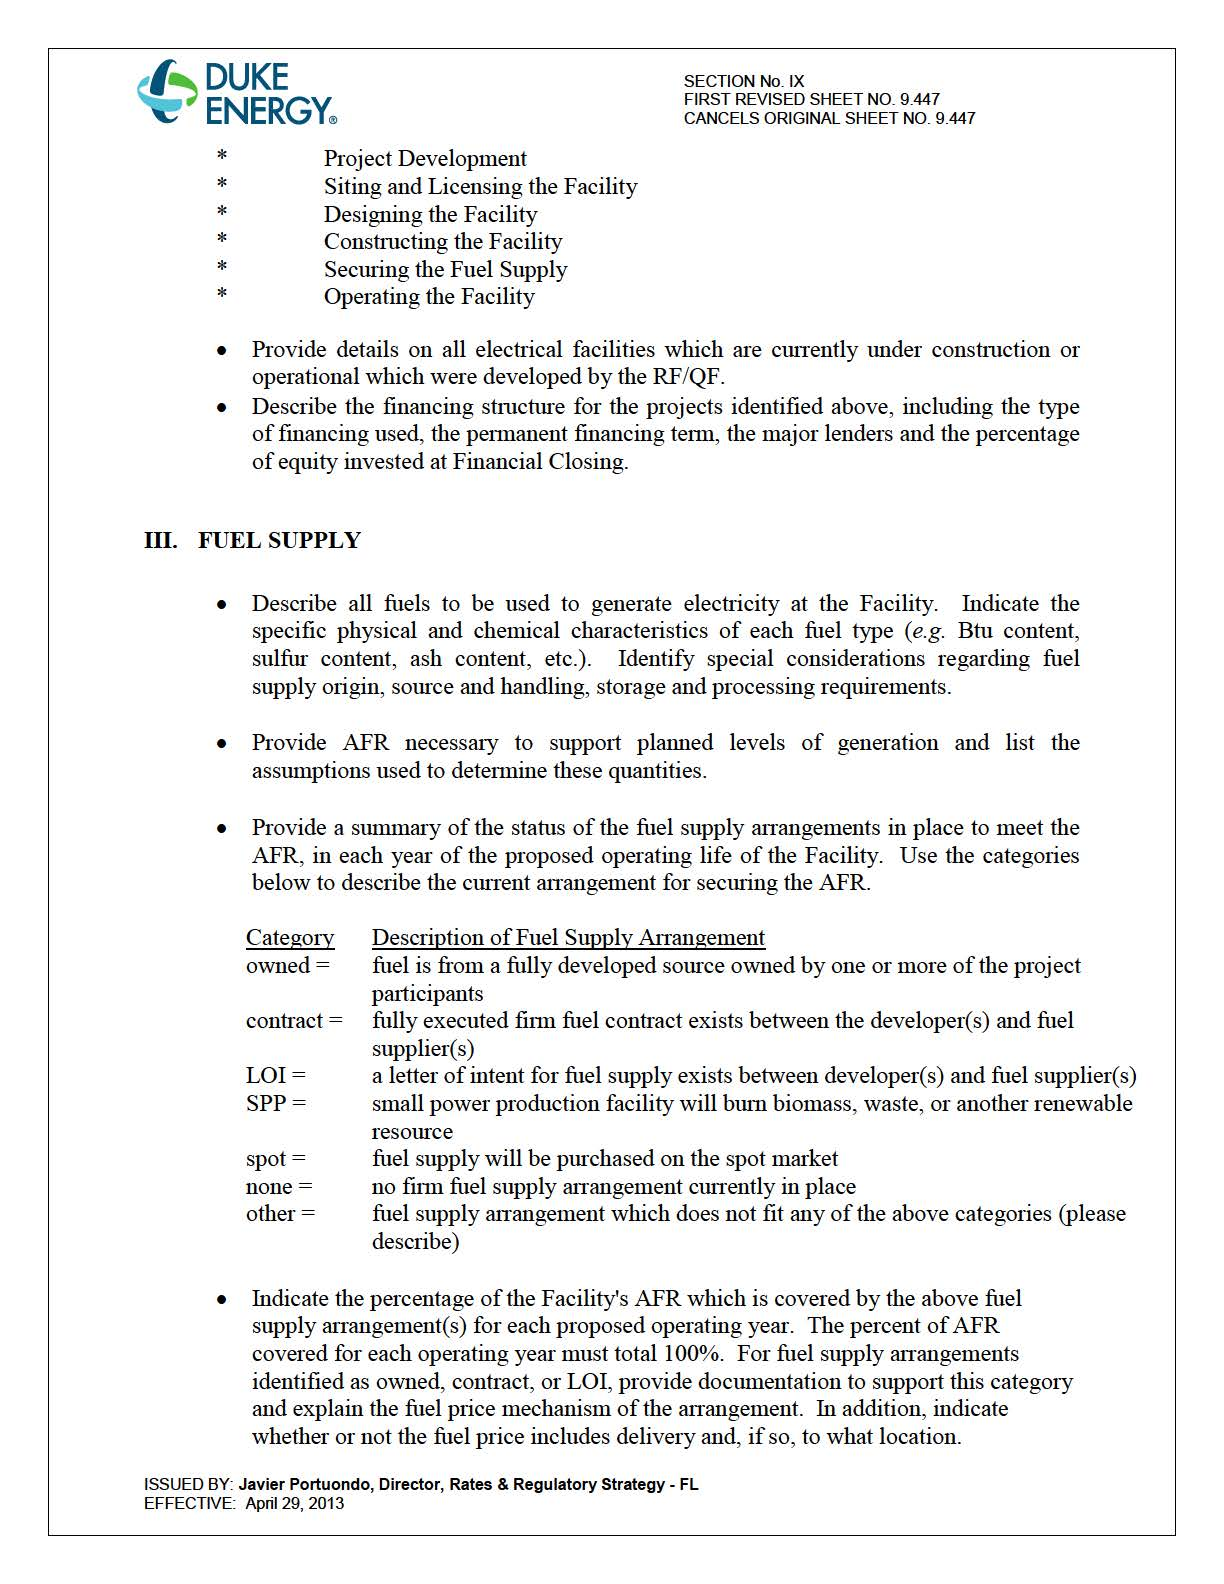 DUKE
ENERGY®
SECTION No. IX
FIRST REVISED SHEET NO. 9.447
CANCELS ORIGINAL SHEET NO. 9.447
* Project Development
* Siting and Licensing the Facility
* Designing the Facility
* Constructing the Facility
* Securing the Fuel Supply
* Operating the Facility
• Provide details on all electrical facilities which are currently under construction or
operational which were developed by the RF/QF.
• Describe the financing structure for the projects identified above, including the type
of financing used, the permanent financing term, the major lenders and the percentage
of equity invested at Financial Closing.
III. FUEL SUPPLY
• Describe all fuels to be used to generate electricity at the Facility. Indicate the
specific physical and chemical characteristics of each fuel type (e.g. Btu content,
sulfur content, ash content, etc.). Identify special considerations regarding fuel
supply origin, source and handling, storage and processing requirements.
• Provide AFR necessary to support planned levels of generation and list the
assumptions used to determine these quantities.
• Provide a summary of the status of the fuel supply arrangements in place to meet the
AFR, in each year of the proposed operating life of the Facility. Use the categories
below to describe the current arrangement for securing the AFR.
Category Description of Fuel Supply Arrangement
owned = fuel is from a fully developed source owned by one or more of the project
participants
contract = fully executed firm fuel contract exists between the developer(s) and fuel
supplier(s)
LOI = a letter of intent for fuel supply exists between developer(s) and fuel supplier(s)
SPP = small power production facility will burn biomass, waste, or another renewable
resource
spot = fuel supply will be purchased on the spot market
none = no firm fuel supply arrangement currently in place
other = fuel supply arrangement which does not fit any of the above categories (please
describe)
• Indicate the percentage of the Facility's AFR which is covered by the above fuel
supply arrangement(s) for each proposed operating year. The percent of AFR
covered for each operating year must total 100%. For fuel supply arrangements
identified as owned, contract, or LOI, provide documentation to support this category
and explain the fuel price mechanism of the arrangement. In addition, indicate
whether or not the fuel price includes delivery and, if so, to what location.
ISSUED BY: Javier Portuondo, Director, Rates & Regulatory Strategy - FL
EFFECTIVE: April 29, 2013